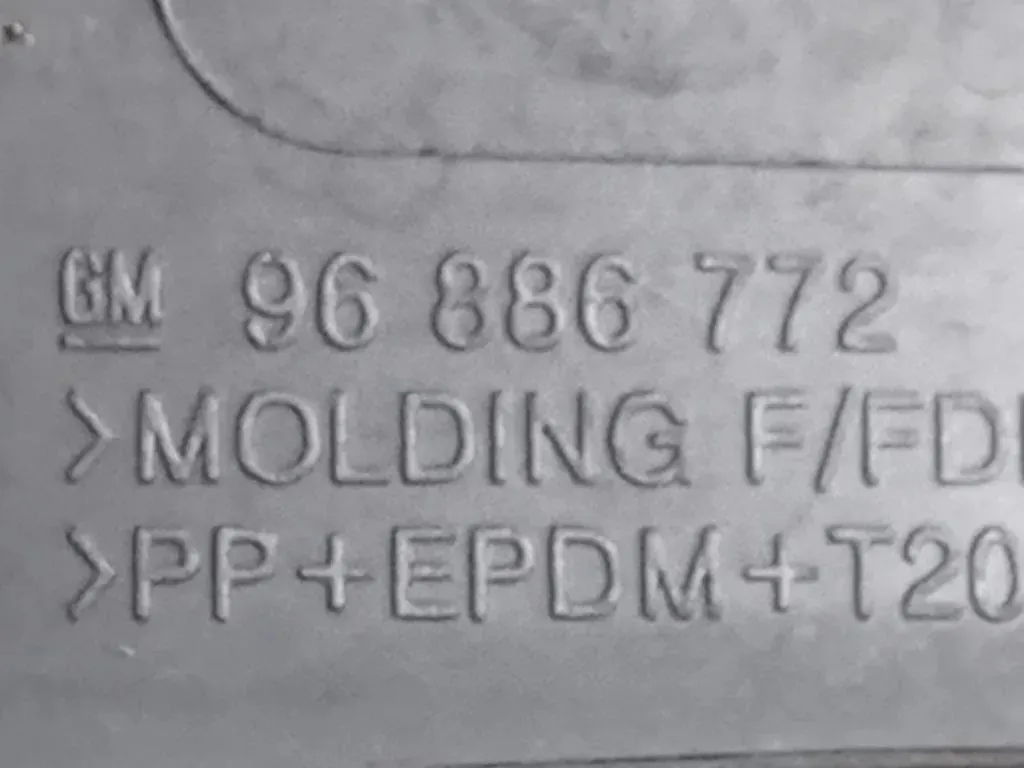 GM 96 886 772
>MOLDING F/FD
>PP+EPDM+T20